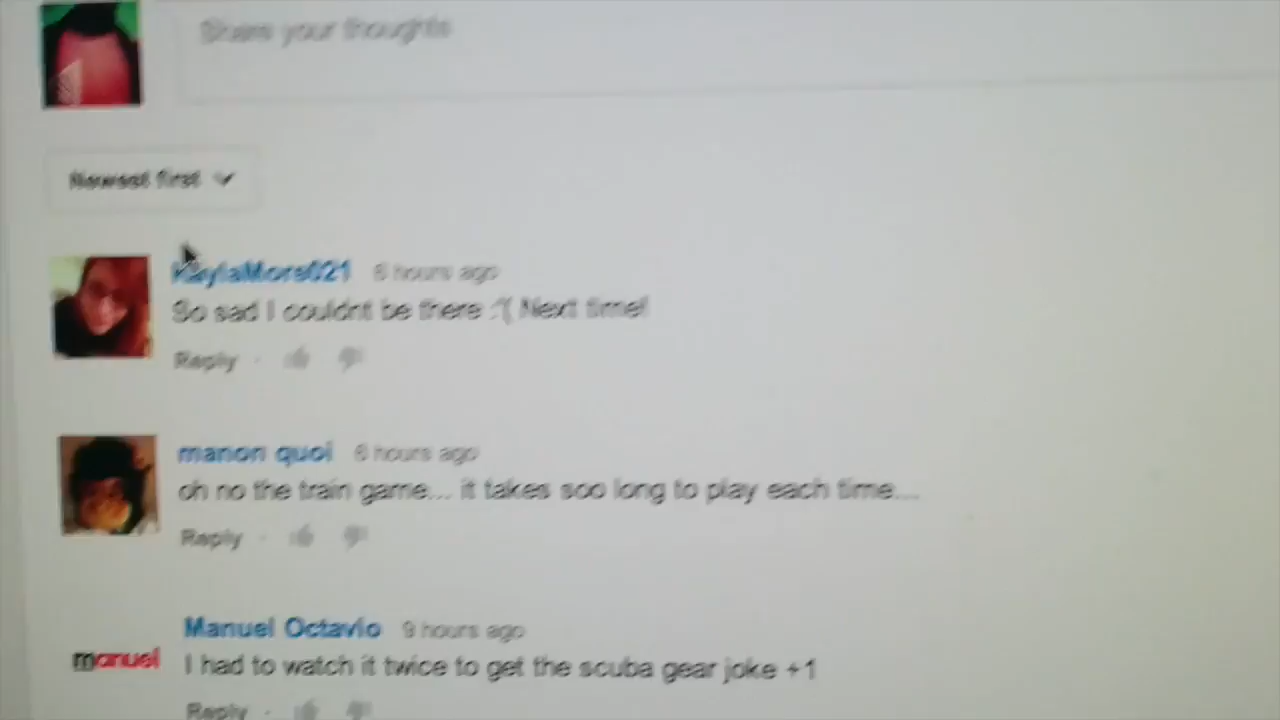 Share your thoughts
Newest first
KaylaMore021 6 hours ago
So sad I couldnt be there :'( Next time!
Reply
manon quoi 6 hours ago
oh no the train game... it takes soo long to play each time....
Reply
Manuel Octavio 9 hours ago
manuel
I had to watch it twice to get the scuba gear joke +1
Reply